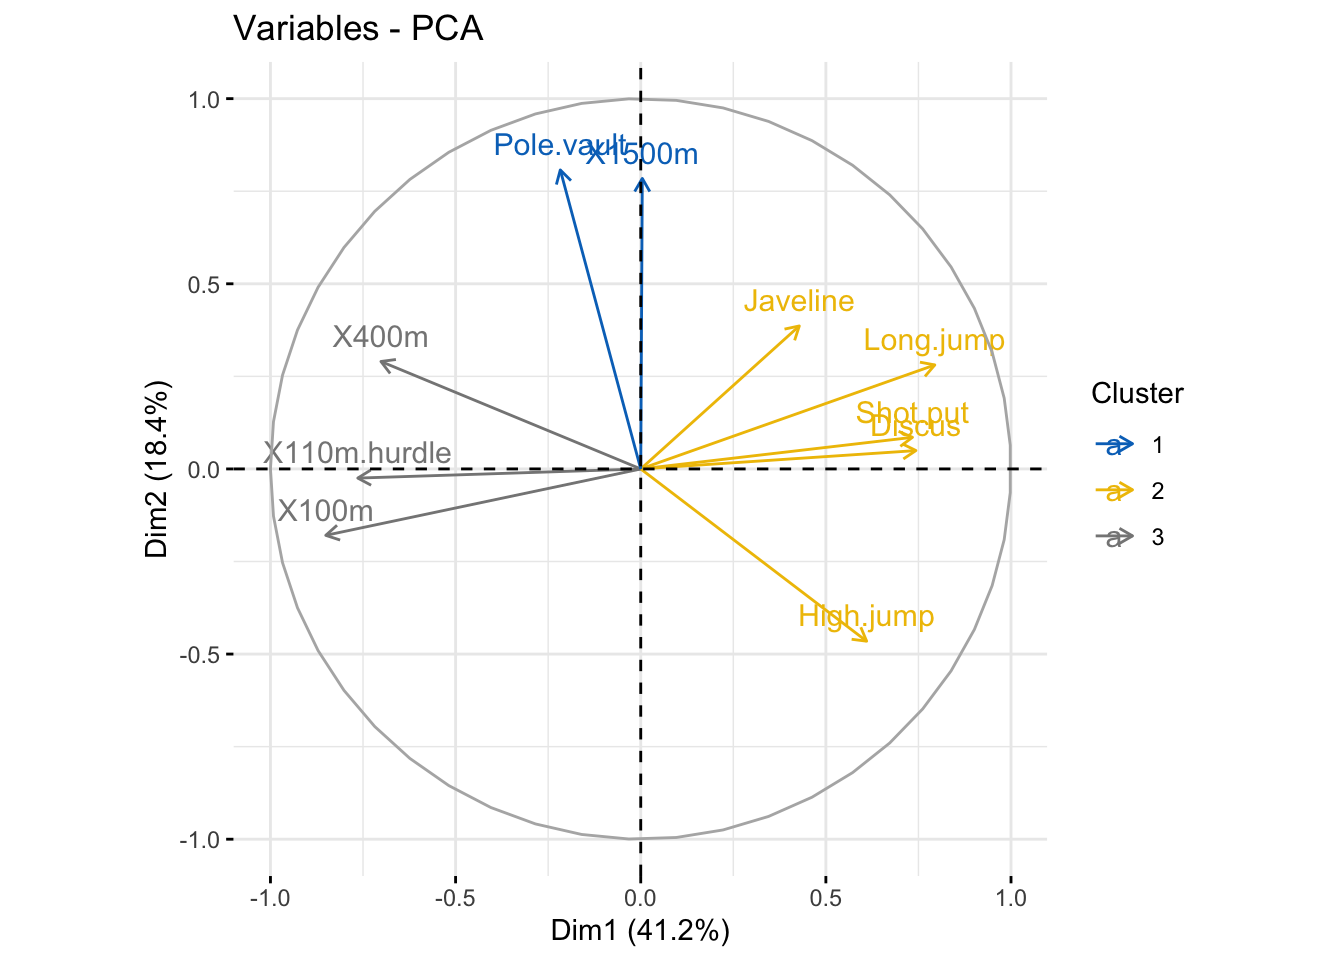 Variables - PCA
1.0
0.5
0.0
-0.5
-1.0
Dim2 (18.4%)
Pole.vault
X1500m
Javeline
Long.jump
X400m
Shot.put
Discus
X110m.hurdle
X100m
High.jump
-1.0
-0.5
0.0
0.5
1.0
Dim1 (41.2%)
Cluster
a 1
a 2
a 3